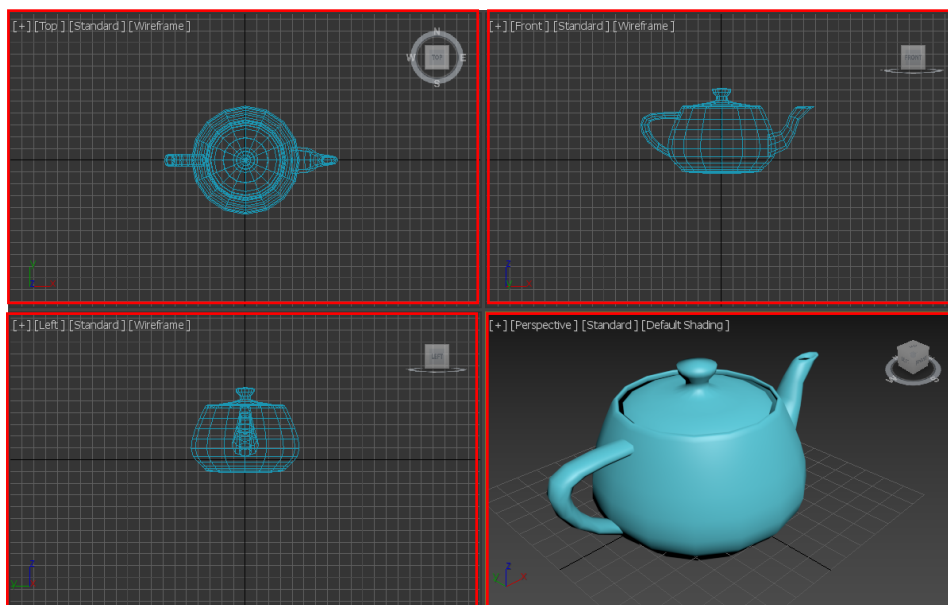 [+] [Top] [Standard] [Wireframe]
N
W
TOP
E
S
y
z
x
[+] [Front] [Standard] [Wireframe]
FRONT
z
x
[+] [Left] [Standard] [Wireframe]
LEFT
z
y
[+] [Perspective] [Standard] [Default Shading]
z
x